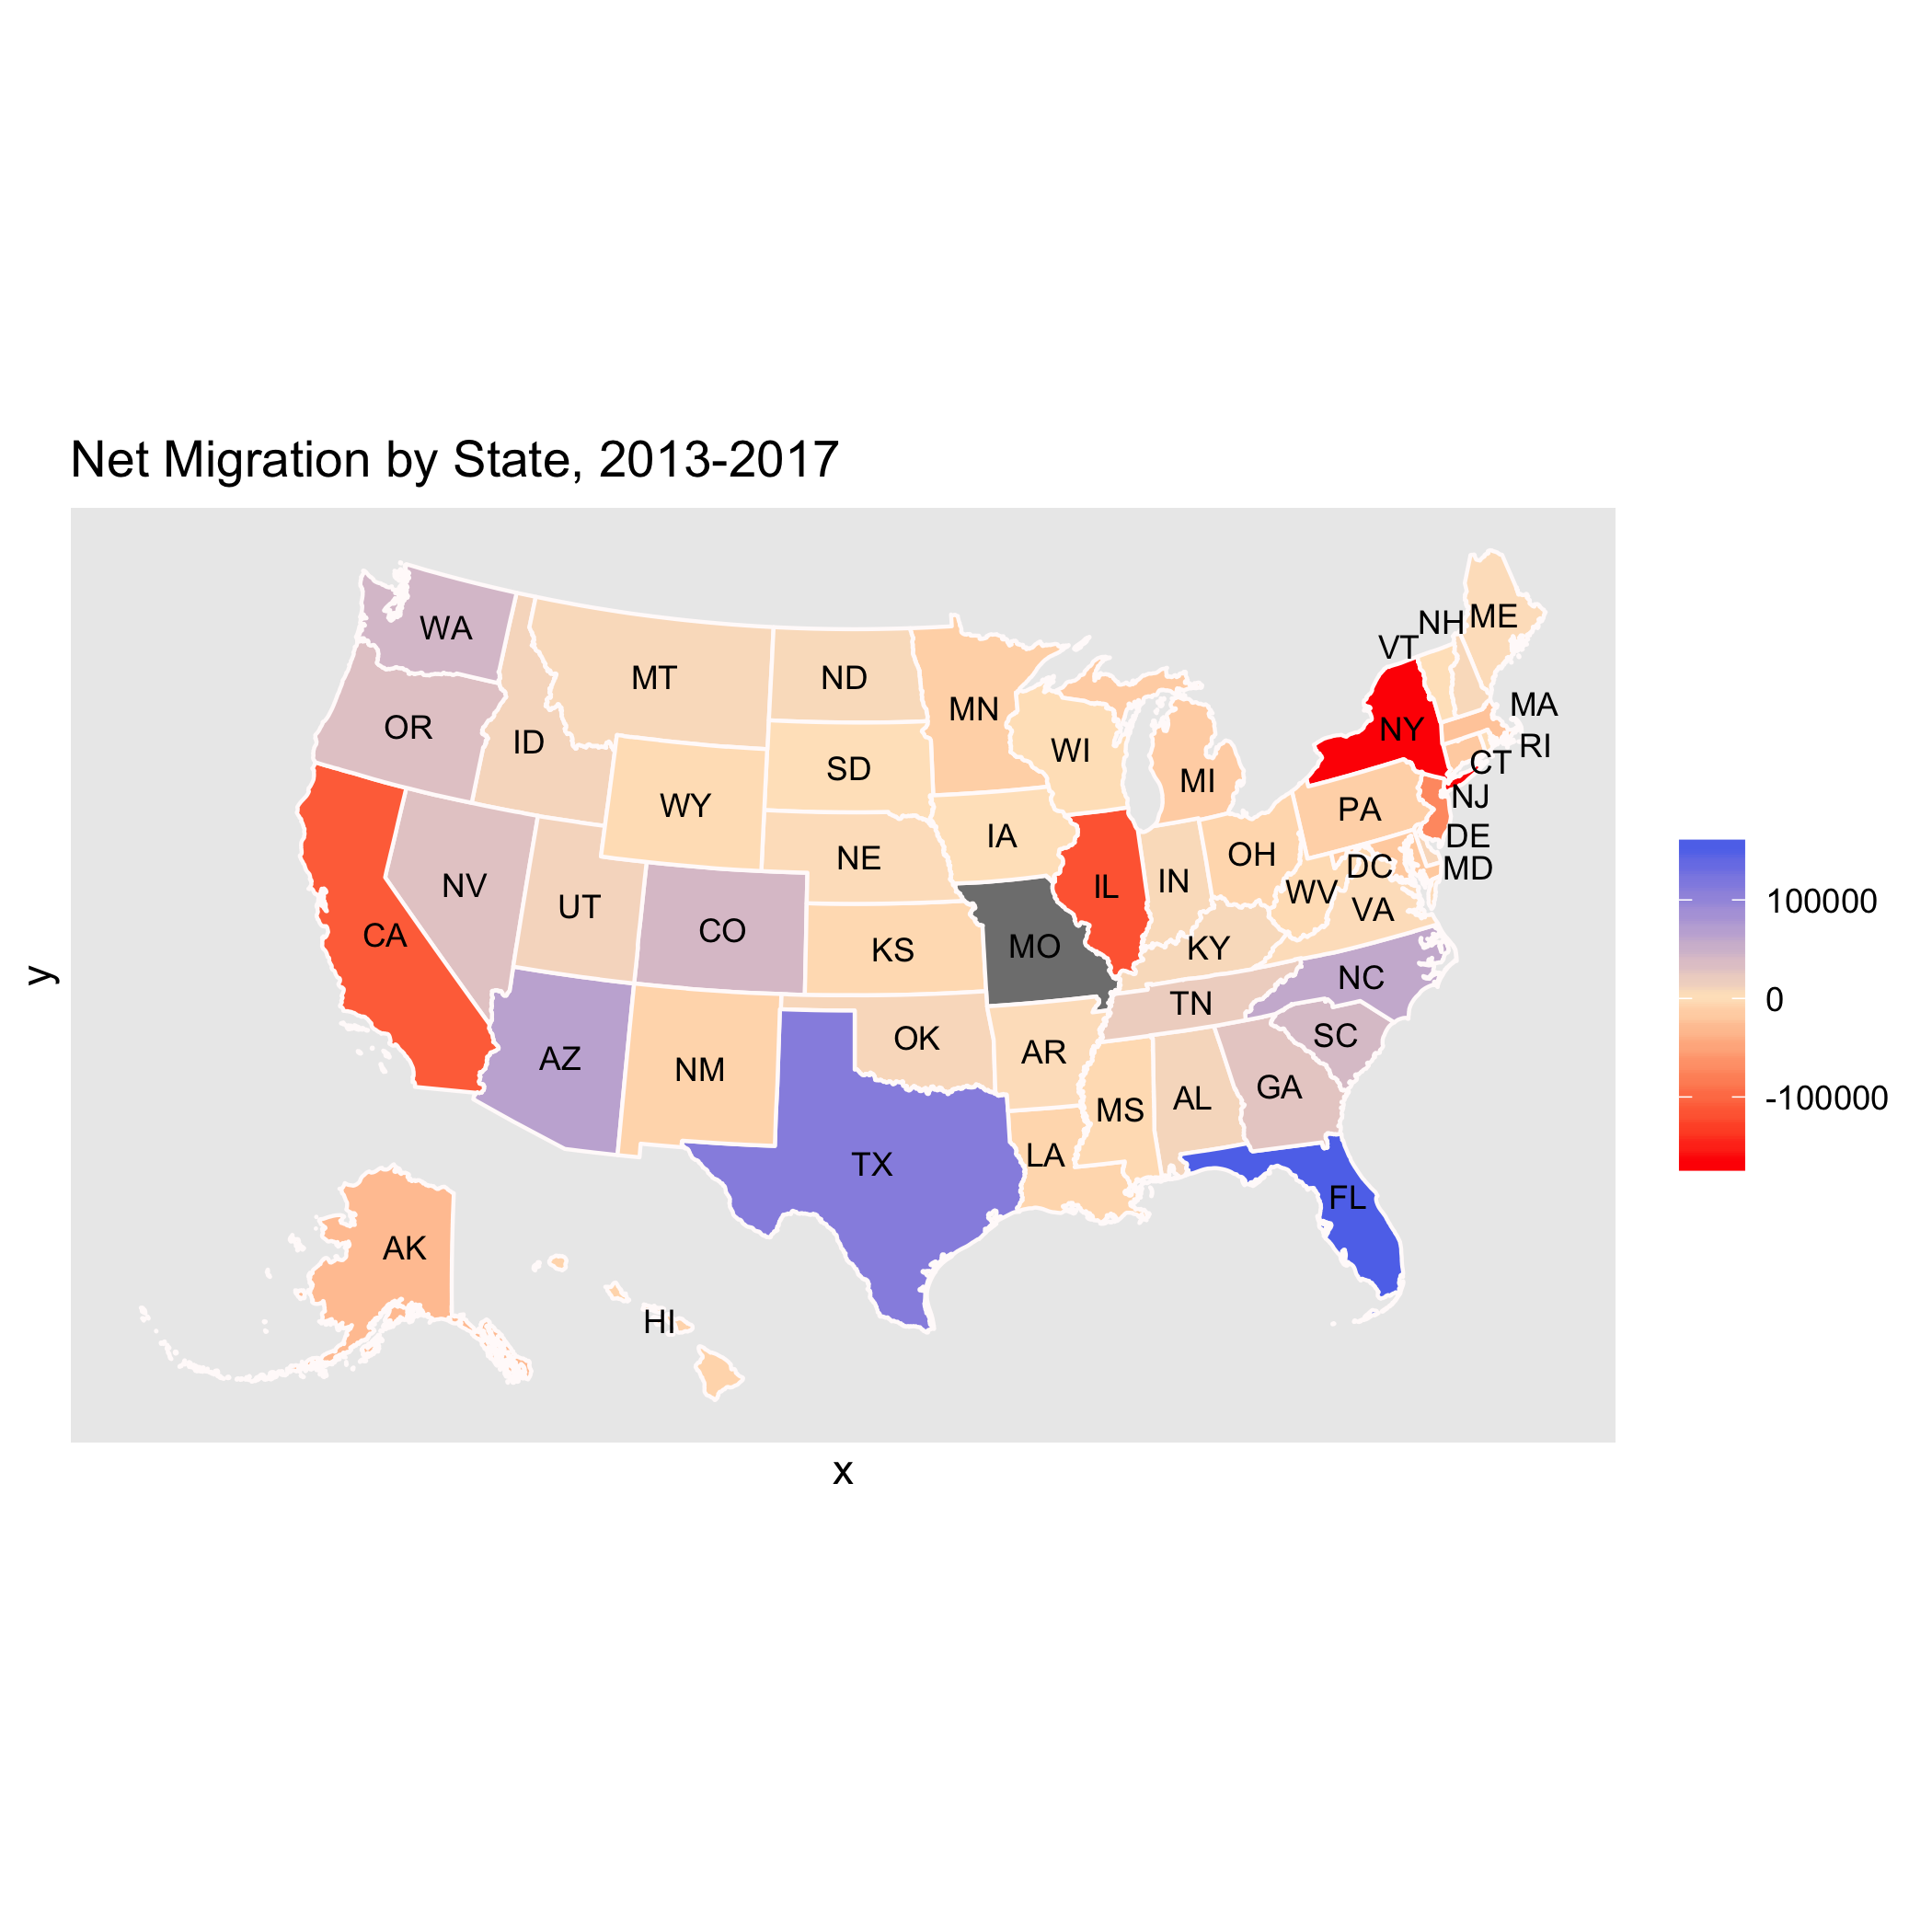 Net Migration by State, 2013-2017
WA
MT
ND
MN
VT
NH
ME
OR
ID
WY
SD
WI
MI
NY
MA
RI
CT
NJ
PA
DE
MD
DC
NV
UT
CO
NE
IA
IL
IN
OH
WV
VA
CA
KS
MO
KY
NC
TN
SC
AZ
NM
OK
AR
MS
AL
GA
TX
LA
FL
AK
HI
y
x
100000
0
-100000